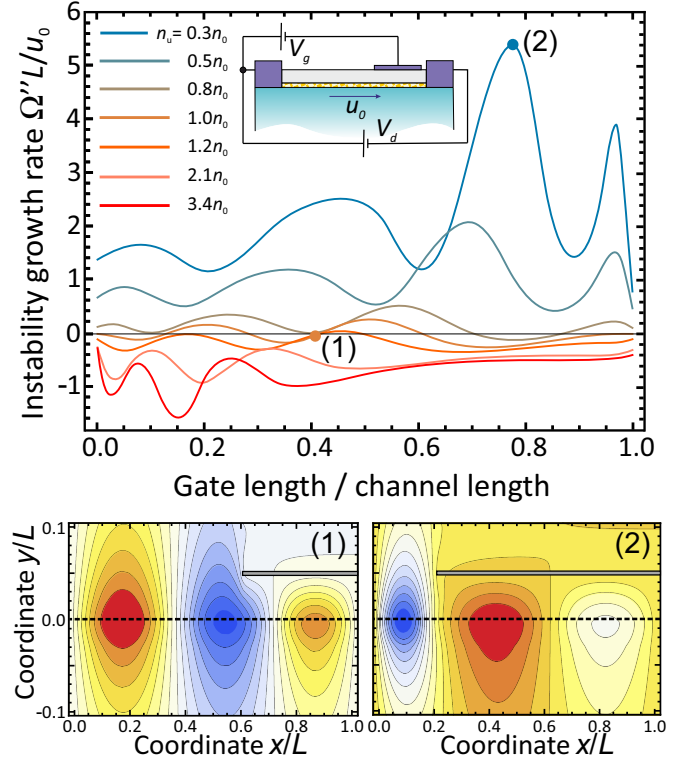 Instability growth rate Ω″L/u₀
6
5
4
3
2
1
0
-1
nᵤ= 0.3n₀
0.5n₀
0.8n₀
1.0n₀
1.2n₀
2.1n₀
3.4n₀
V_g
u₀
V_d
(2)
(1)
0.0 0.2 0.4 0.6 0.8 1.0
Gate length / channel length
Coordinate y/L
0.1
0.0
-0.1
(1)
0.0 0.2 0.4 0.6 0.8 1.0
Coordinate x/L
(2)
0.0 0.2 0.4 0.6 0.8 1.0
Coordinate x/L